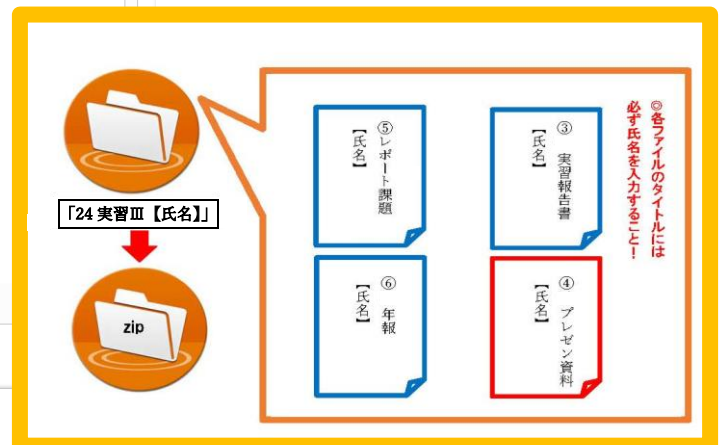 「24 実習Ⅲ【氏名】」
zip
◎各ファイルのタイトルには
必ず氏名を入力すること!
③ 実習報告書
【氏名】
④ プレゼン資料
【氏名】
⑤レポート課題
【氏名】
⑥ 年報
【氏名】